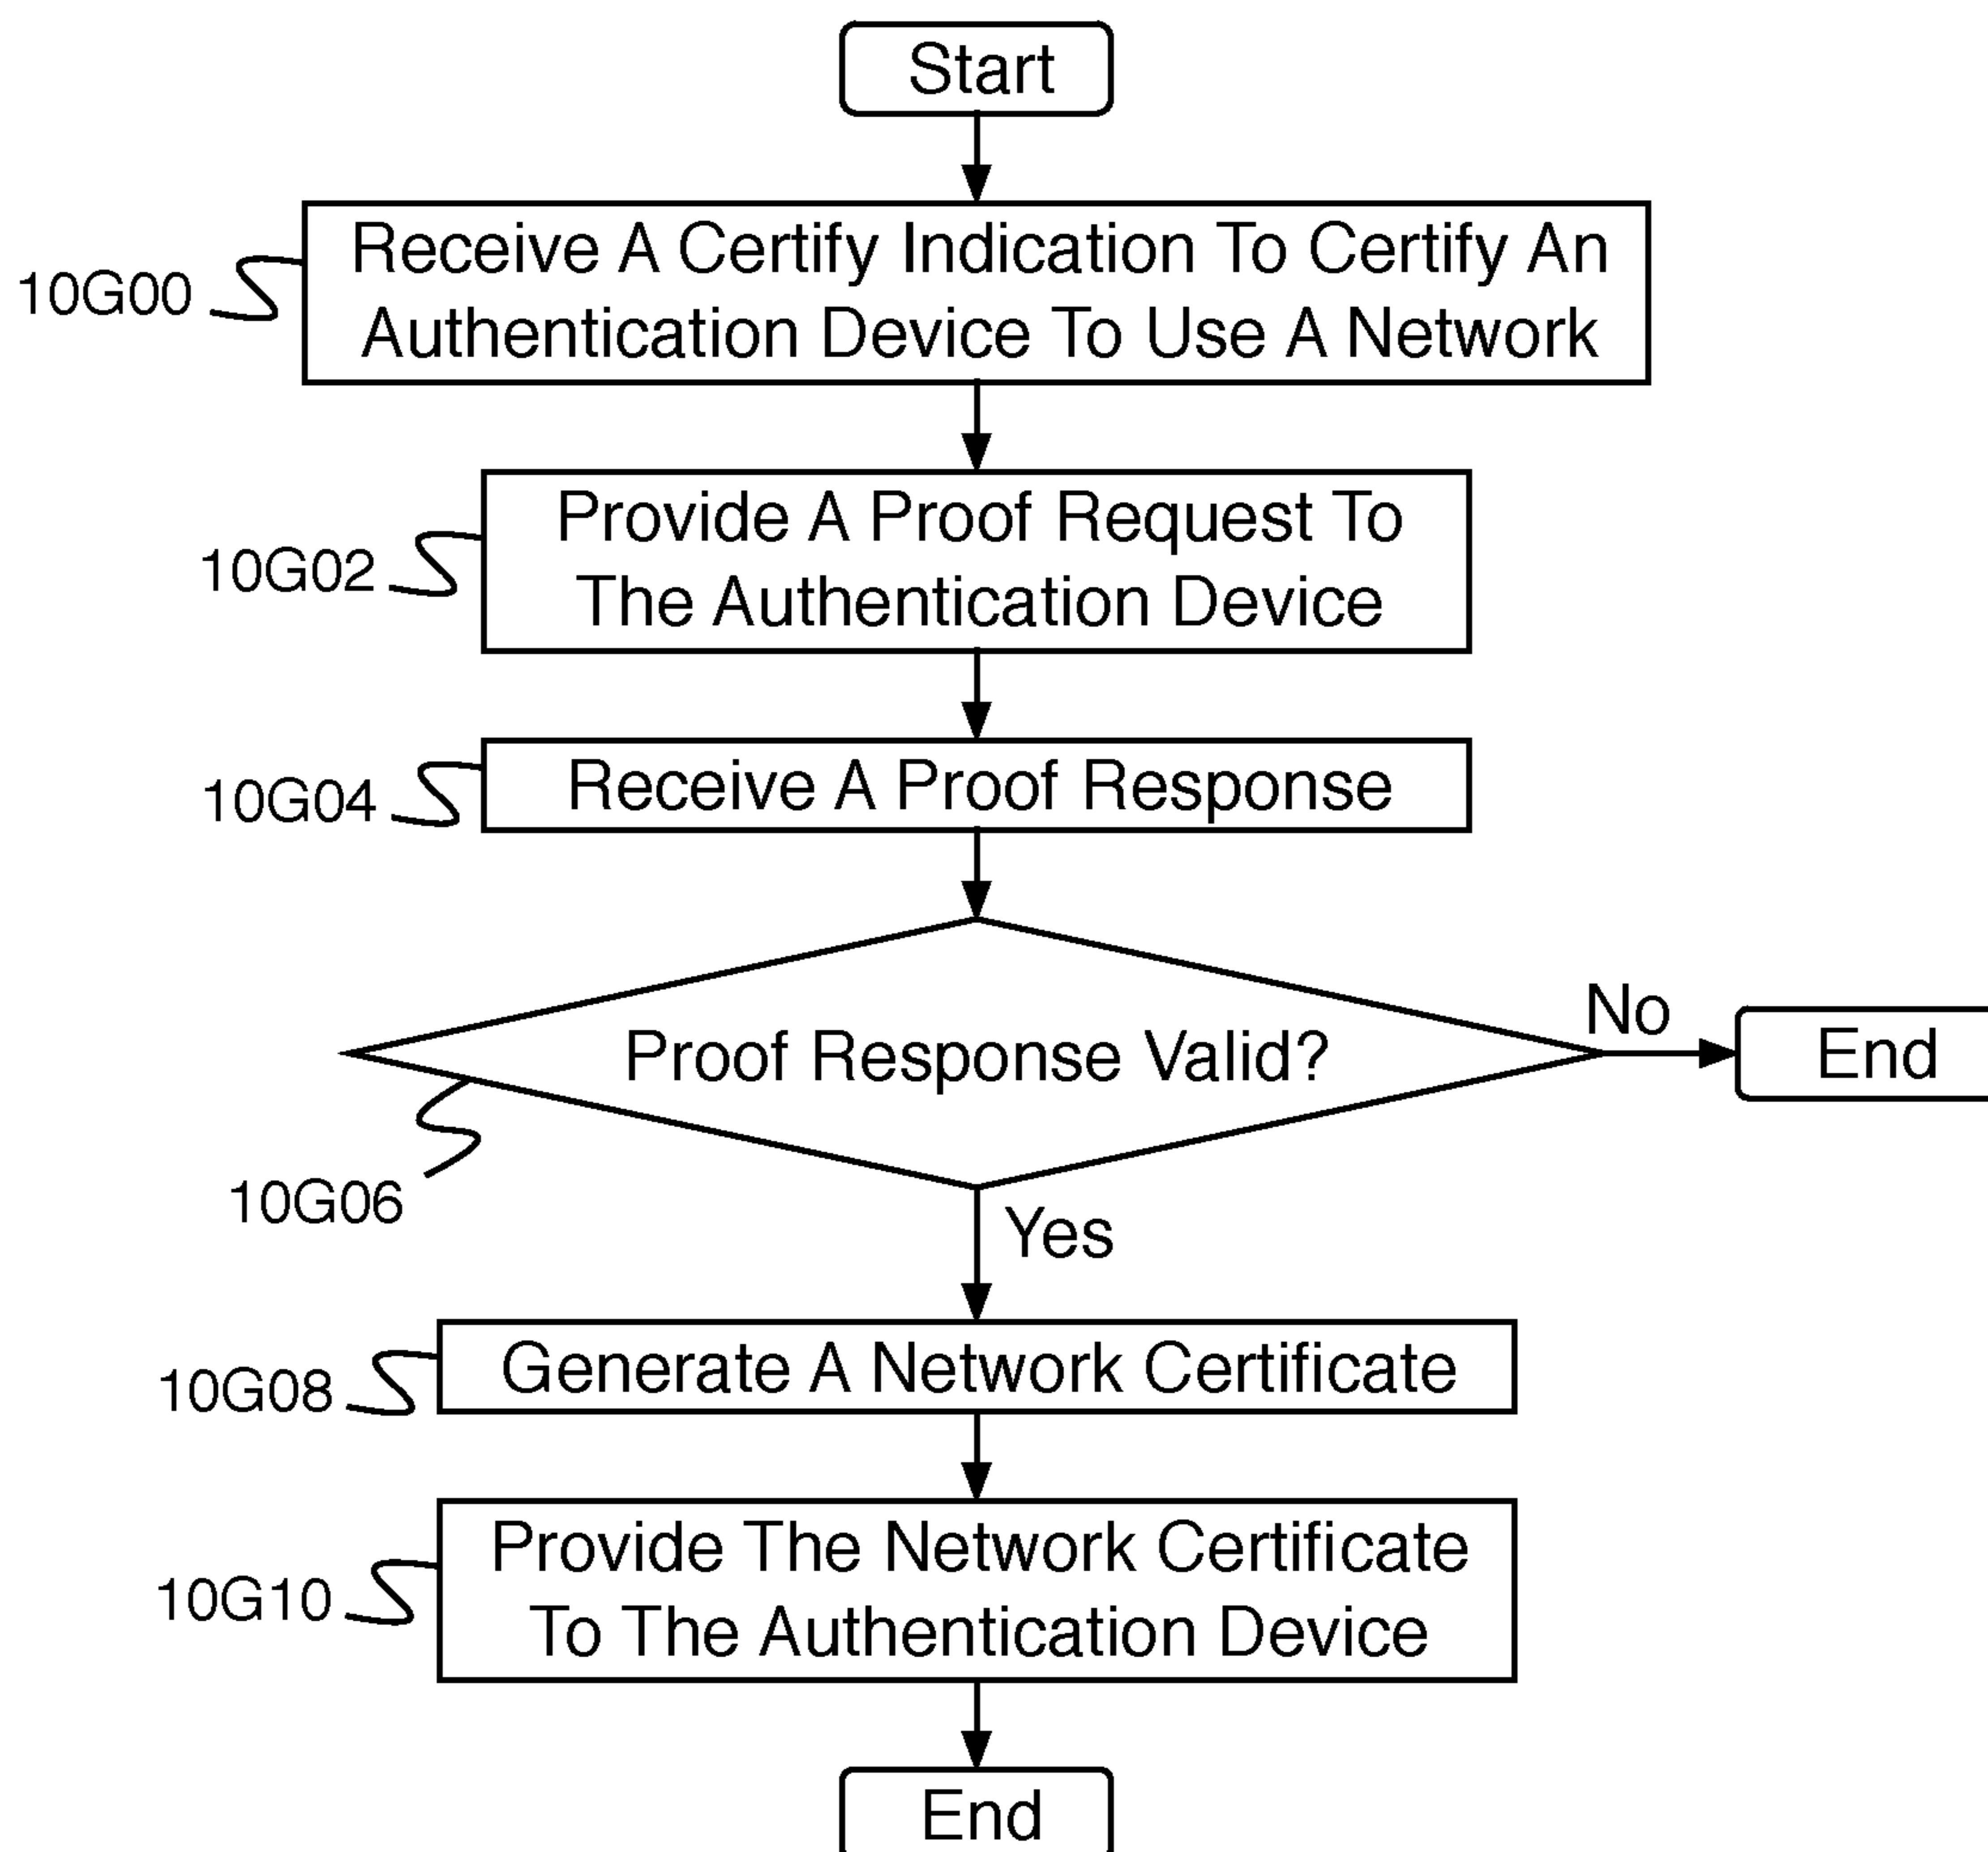 Start
10G00
Receive A Certify Indication To Certify An
Authentication Device To Use A Network
10G02
Provide A Proof Request To
The Authentication Device
10G04
Receive A Proof Response
Proof Response Valid?
No
End
10G06
Yes
10G08
Generate A Network Certificate
10G10
Provide The Network Certificate
To The Authentication Device
End